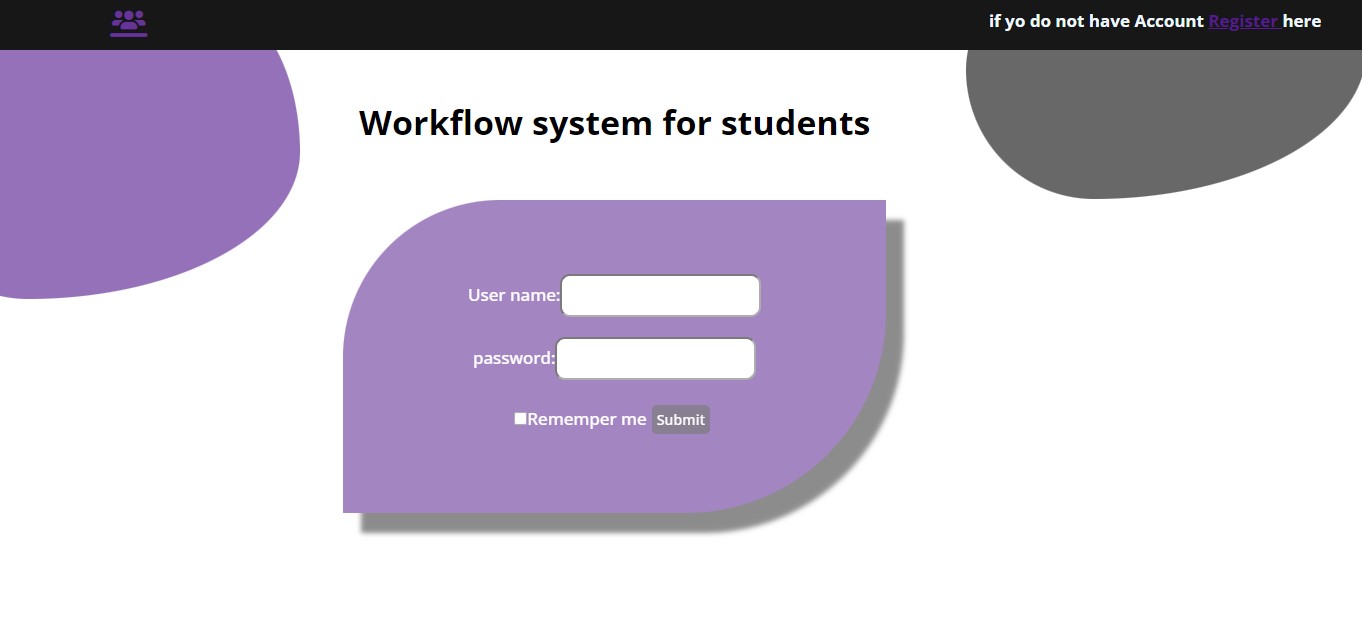 if yo do not have Account Register here
Workflow system for students
User name:
password:
Rememper me Submit